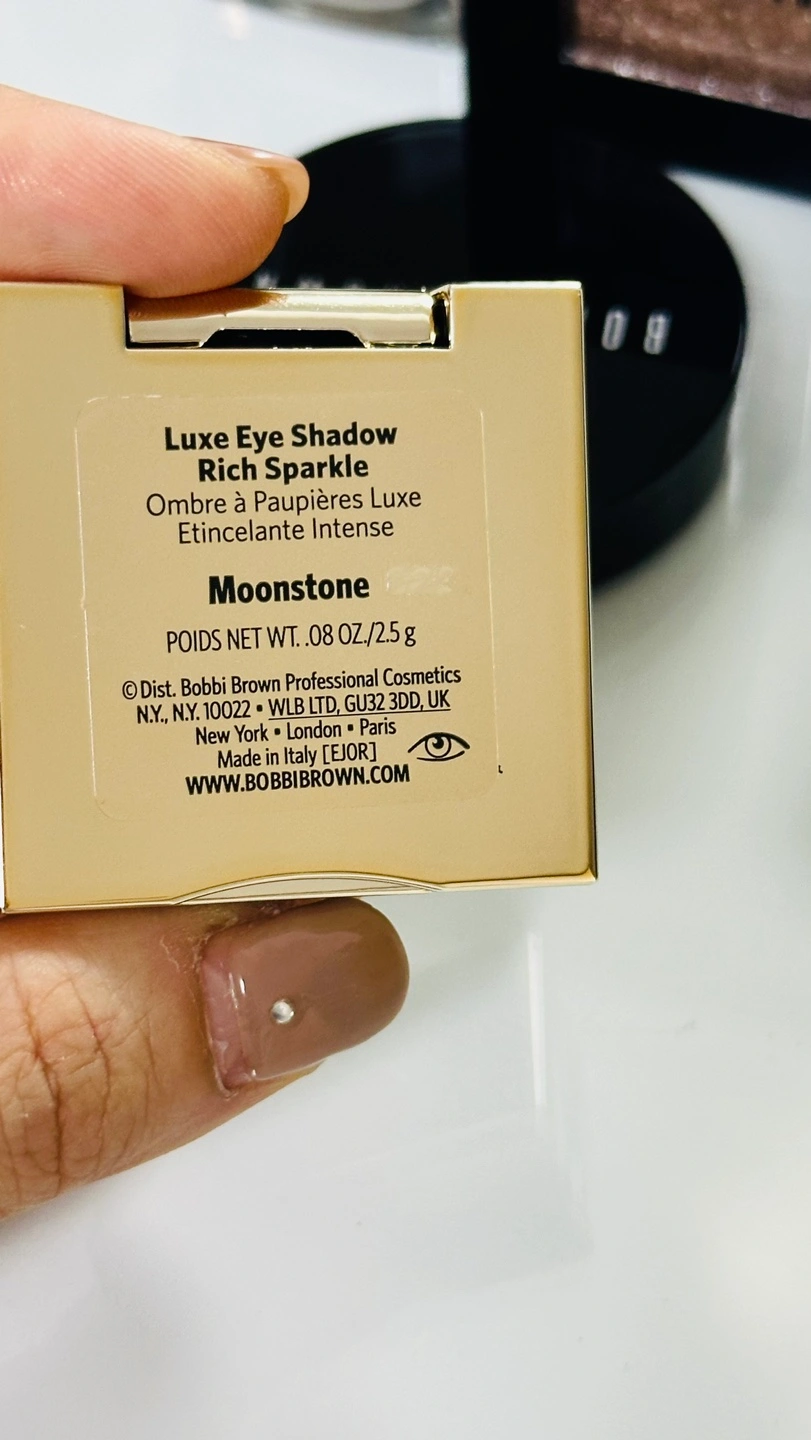 Luxe Eye Shadow
Rich Sparkle
Ombre à Paupières Luxe
Etincelante Intense
Moonstone
POIDS NET WT. .08 OZ./2.5 g
© Dist. Bobbi Brown Professional Cosmetics
N.Y., N.Y. 10022 • WLB LTD, GU32 3DD, UK
New York • London • Paris
Made in Italy [EJOR]
WWW.BOBBIBROWN.COM